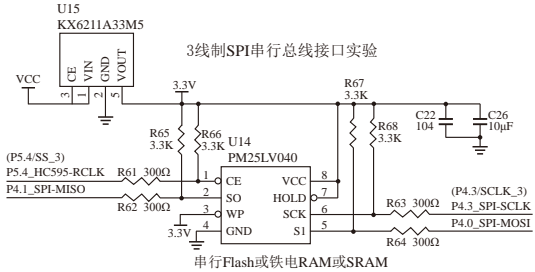 U15
KX6211A33M5
3线制SPI串行总线接口实验
CE
VIN
GND
VOUT
VCC
3 1 2 5
3.3V
R67
3.3K
R65
3.3K
R66
3.3K
R68
3.3K
C22
104
C26
10μF
U14
PM25LV040
(P5.4/SS_3)
P5.4_HC595-RCLK
R61 300Ω
P4.1_SPI-MISO
R62 300Ω
3.3V
1 CE
2 SO
3 WP
4 GND
VCC 8
HOLD 7
SCK 6
S1 5
R63 300Ω
R64 300Ω
(P4.3/SCLK_3)
P4.3_SPI-SCLK
P4.0_SPI-MOSI
串行Flash或铁电RAM或SRAM